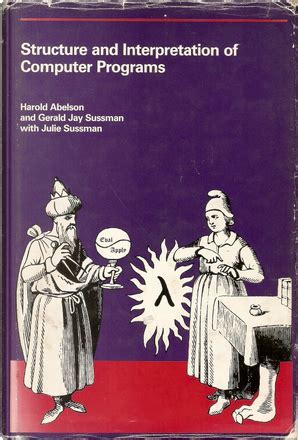 Structure and Interpretation of
Computer Programs
Harold Abelson
and Gerald Jay Sussman
with Julie Sussman
Eval
Apply
λ